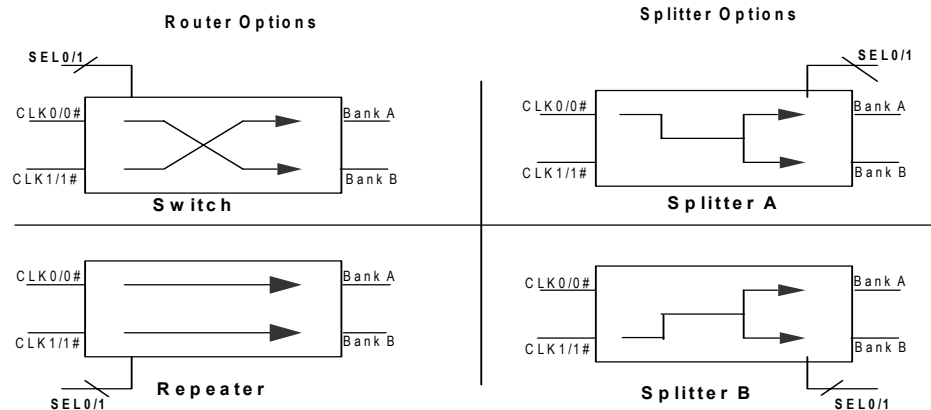 Router Options
SEL0/1
CLK0/0#
Bank A
CLK1/1#
Bank B
Switch
Splitter Options
SEL0/1
CLK0/0#
Bank A
CLK1/1#
Bank B
Splitter A
CLK0/0#
Bank A
CLK1/1#
Bank B
Repeater
SEL0/1
CLK0/0#
Bank A
CLK1/1#
Bank B
Splitter B
SEL0/1